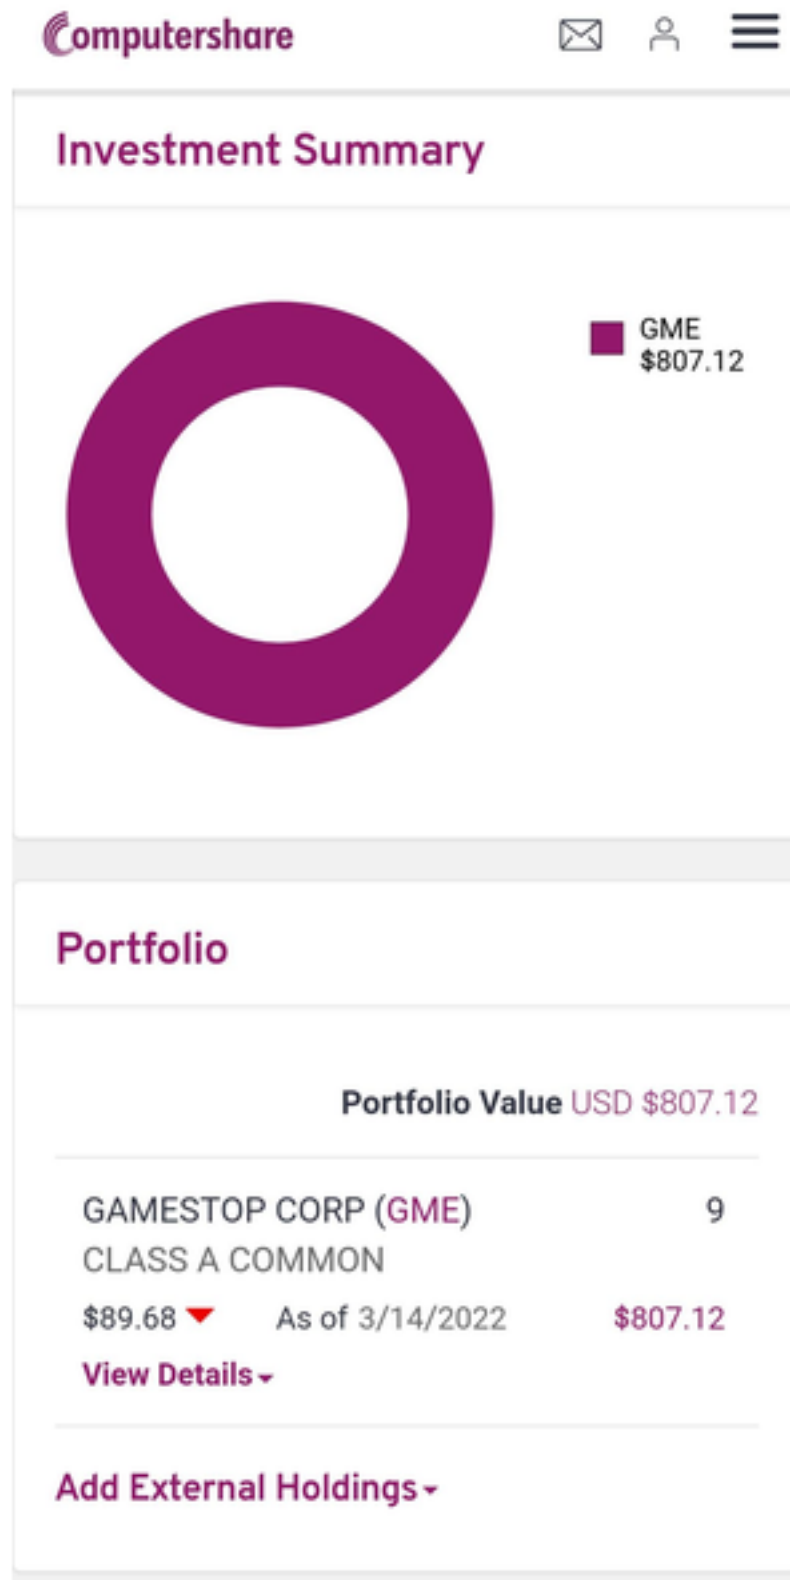 Computershare
Investment Summary
GME
$807.12
Portfolio
Portfolio Value USD $807.12
GAMESTOP CORP (GME) 9
CLASS A COMMON
$89.68 As of 3/14/2022 $807.12
View Details
Add External Holdings